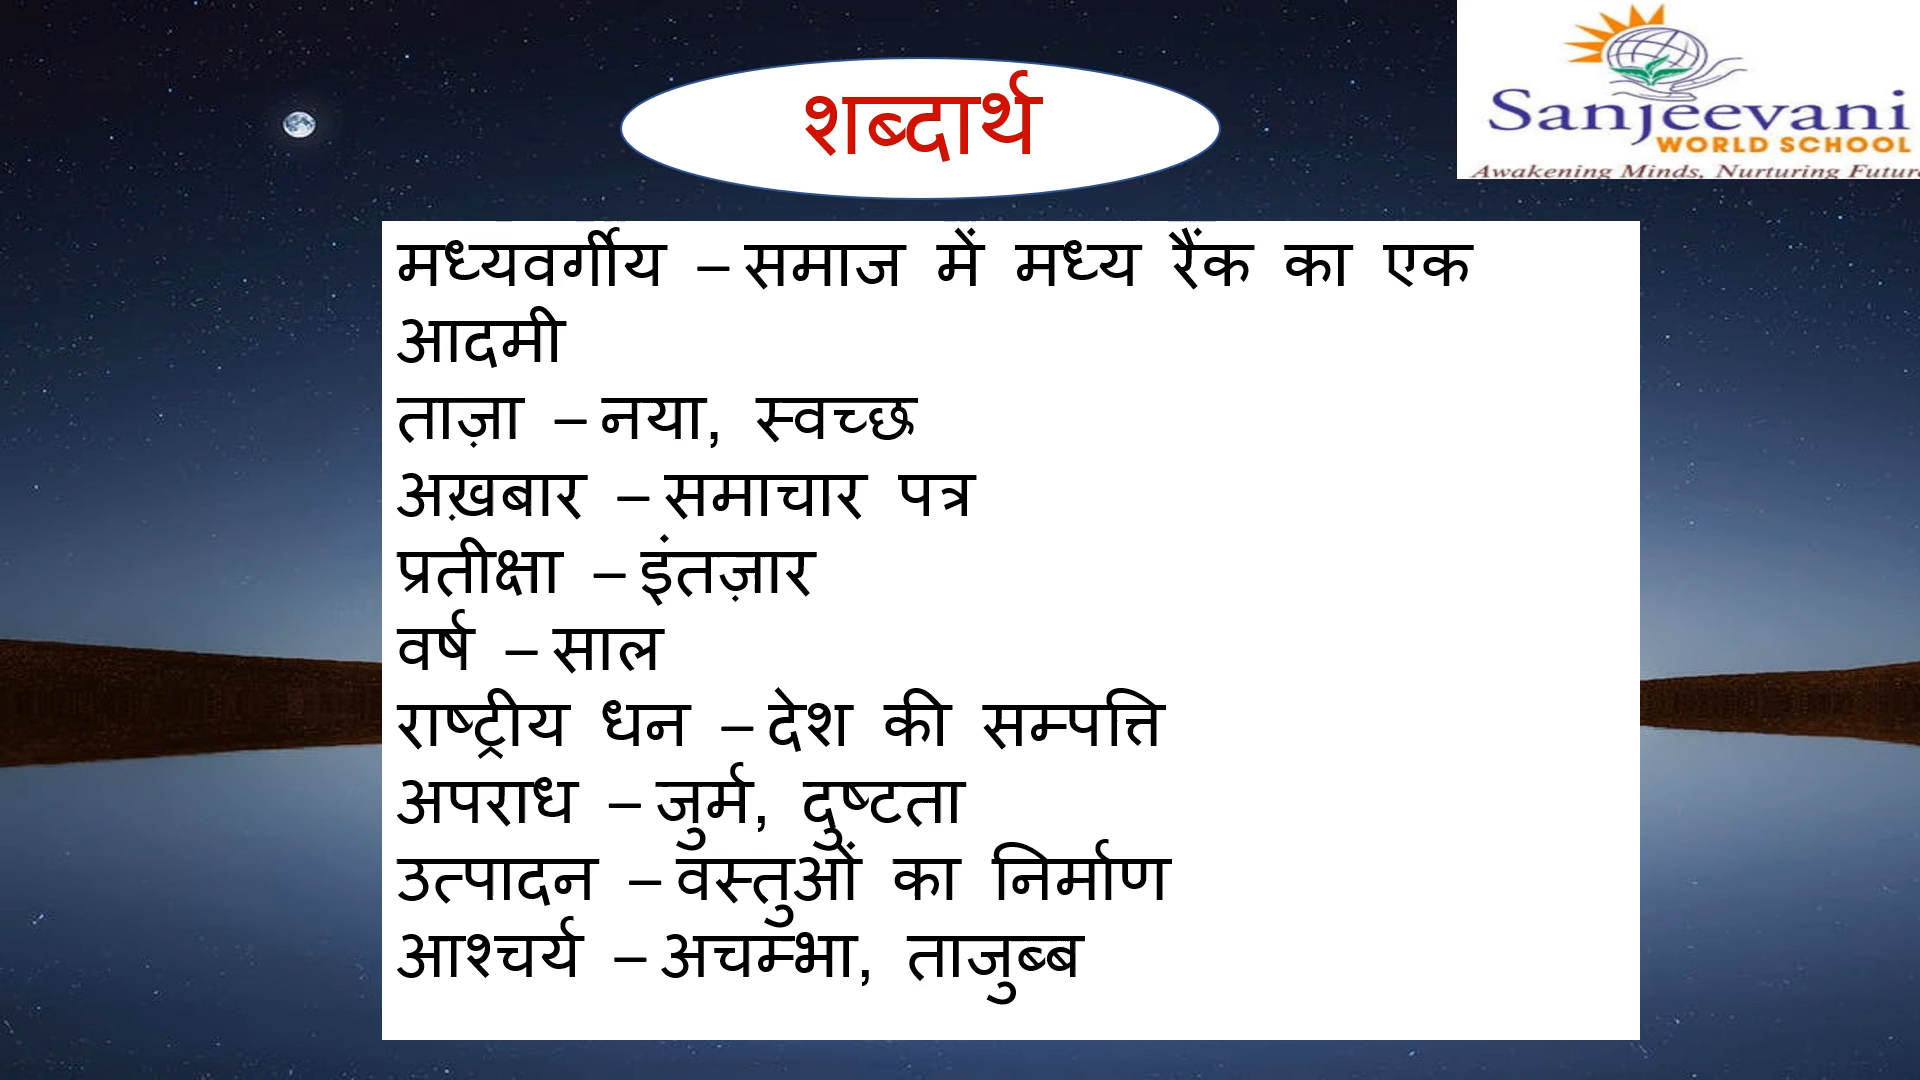 शब्दार्थ
Sanjeevani
WORLD SCHOOL
Awakening Minds, Nurturing Future
मध्यवर्गीय – समाज में मध्य रैंक का एक
आदमी
ताज़ा – नया, स्वच्छ
अख़बार – समाचार पत्र
प्रतीक्षा – इंतज़ार
वर्ष – साल
राष्ट्रीय धन – देश की सम्पत्ति
अपराध – जुर्म, दुष्टता
उत्पादन – वस्तुओं का निर्माण
आश्चर्य – अचम्भा, ताजुब्ब